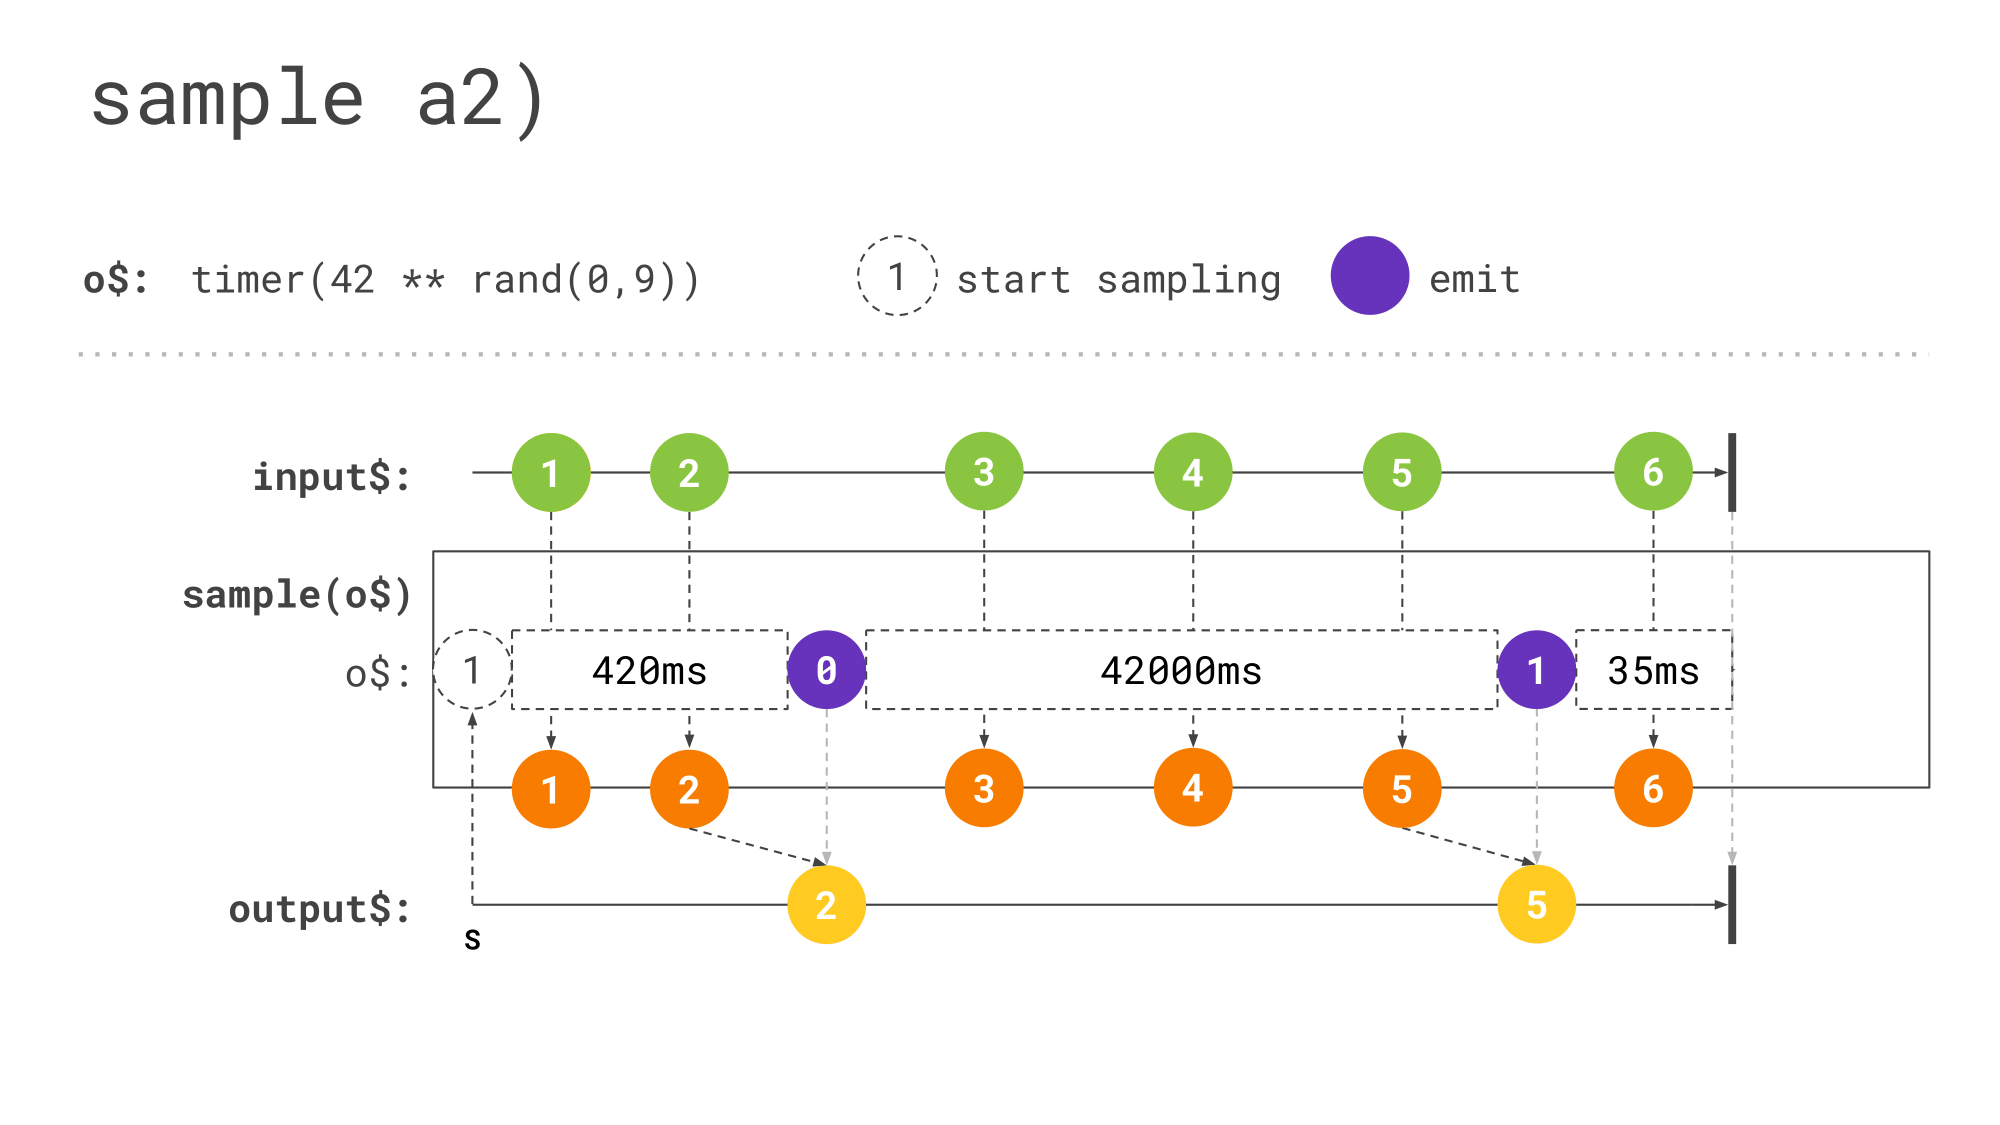 sample a2)
o$: timer(42 ** rand(0,9)) 1 start sampling emit
input$: 1 2 3 4 5 6
sample(o$)
o$: 1 420ms 0 42000ms 1 35ms
1 2 3 4 5 6
output$: 2 5
s